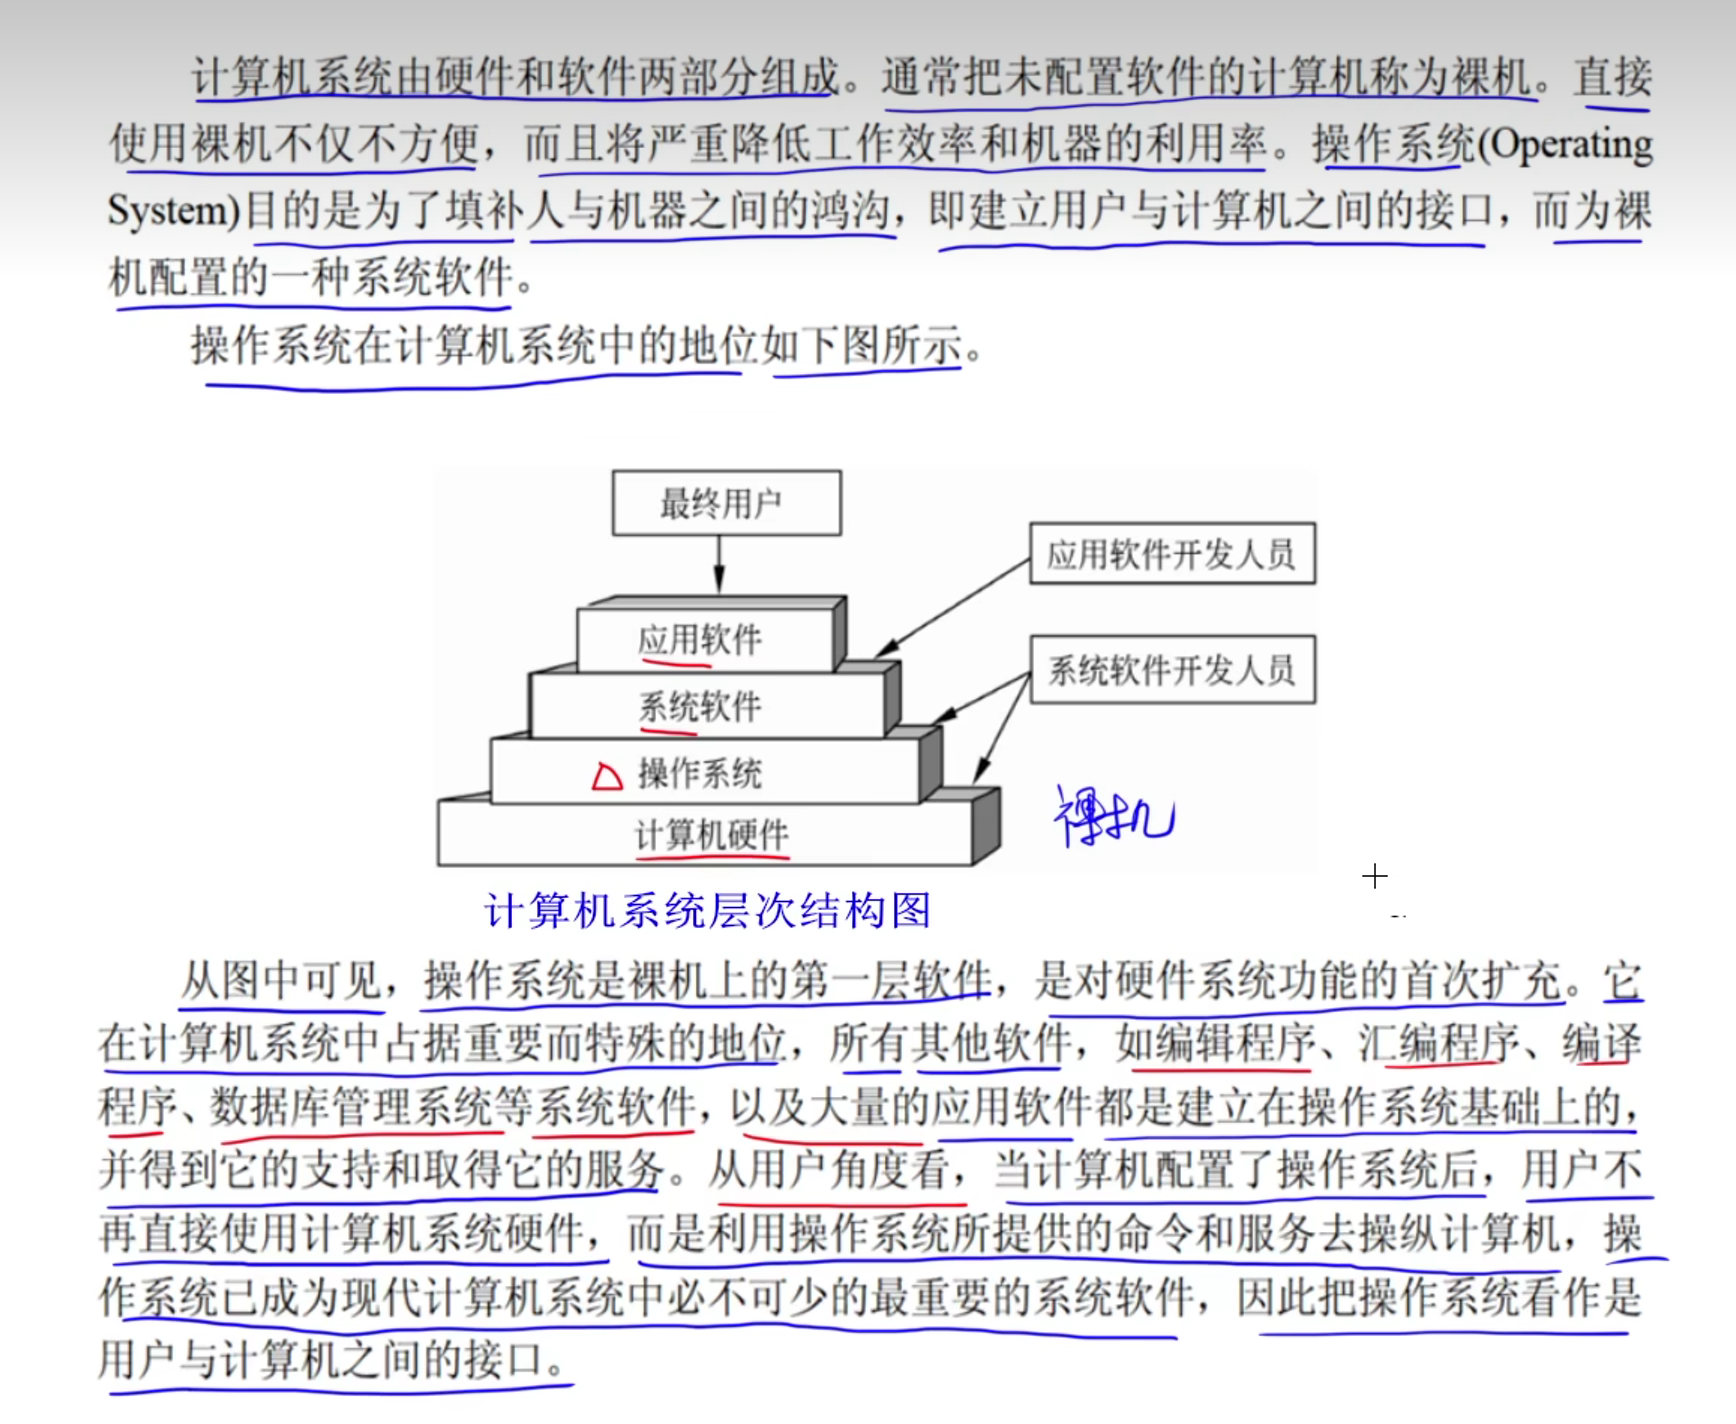 计算机系统由硬件和软件两部分组成。通常把未配置软件的计算机称为裸机。直接
使用裸机不仅不方便，而且将严重降低工作效率和机器的利用率。操作系统(Operating
System)目的是为了填补人与机器之间的鸿沟，即建立用户与计算机之间的接口，而为裸
机配置的一种系统软件。
操作系统在计算机系统中的地位如下图所示。
最终用户
应用软件开发人员
应用软件
系统软件开发人员
系统软件
操作系统
计算机硬件
裸机
计算机系统层次结构图
从图中可见，操作系统是裸机上的第一层软件，是对硬件系统功能的首次扩充。它
在计算机系统中占据重要而特殊的地位，所有其他软件，如编辑程序、汇编程序、编译
程序、数据库管理系统等系统软件，以及大量的应用软件都是建立在操作系统基础上的，
并得到它的支持和取得它的服务。从用户角度看，当计算机配置了操作系统后，用户不
再直接使用计算机系统硬件，而是利用操作系统所提供的命令和服务去操纵计算机，操
作系统已成为现代计算机系统中必不可少的最重要的系统软件，因此把操作系统看作是
用户与计算机之间的接口。